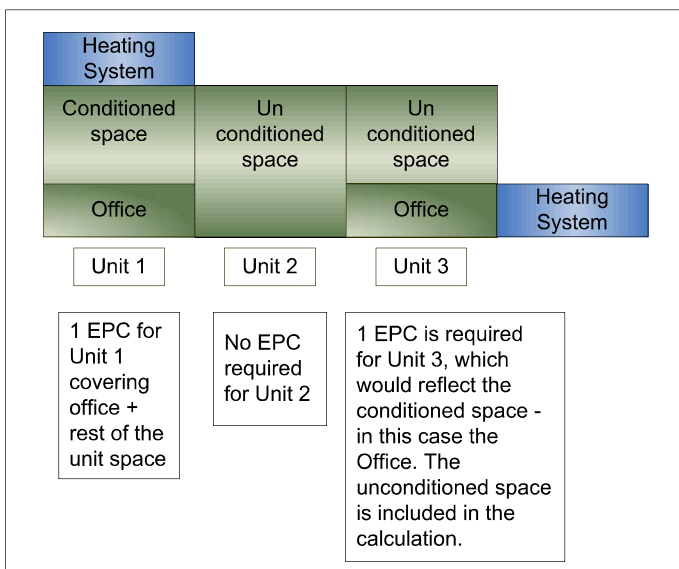 Heating
System
Conditioned
space
Un
conditioned
space
Un
conditioned
space
Office
Office
Heating
System
Unit 1
Unit 2
Unit 3
1 EPC for
Unit 1
covering
office +
rest of the
unit space
No EPC
required
for Unit 2
1 EPC is required
for Unit 3, which
would reflect the
conditioned space -
in this case the
Office. The
unconditioned space
is included in the
calculation.